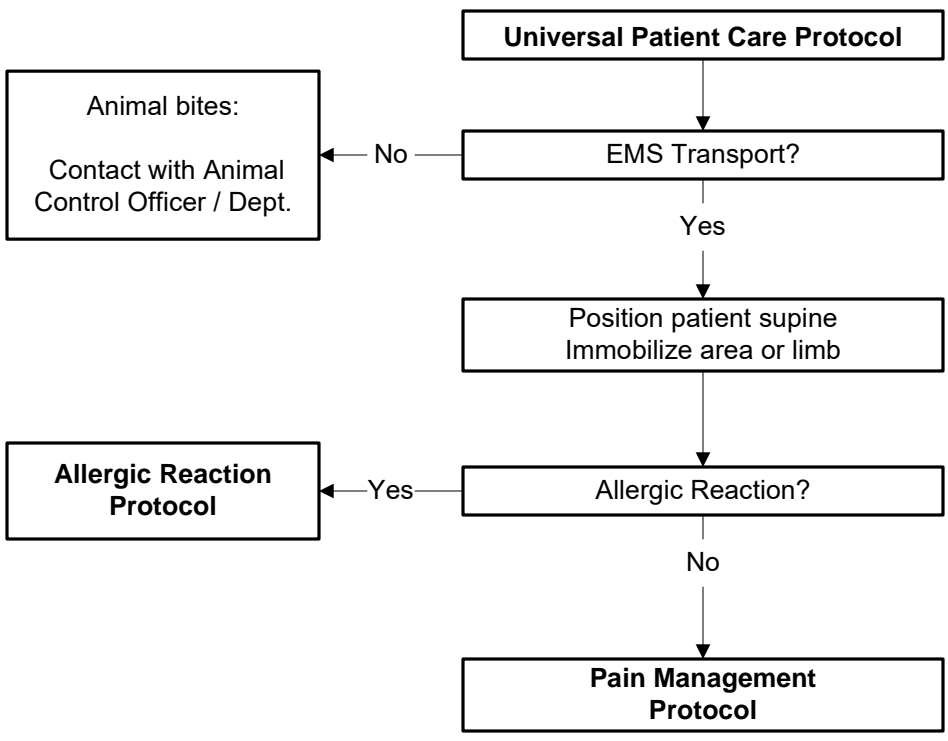 Universal Patient Care Protocol
Animal bites:
Contact with Animal
Control Officer / Dept.
No
EMS Transport?
Yes
Position patient supine
Immobilize area or limb
Allergic Reaction
Protocol
Yes
Allergic Reaction?
No
Pain Management
Protocol